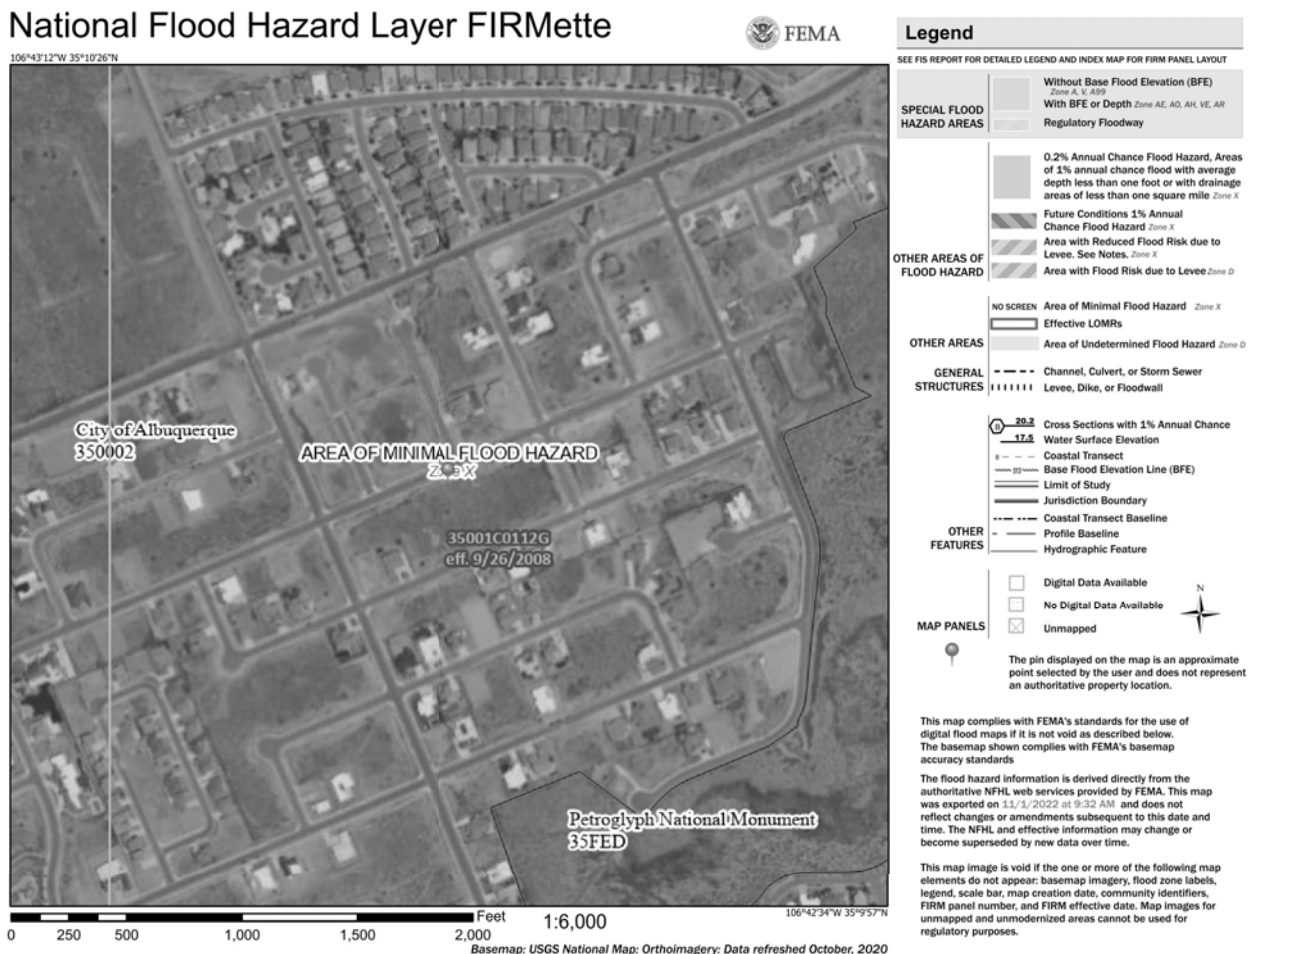 National Flood Hazard Layer FIRMette
FEMA
106°43'12"W 35°10'26"N
City of Albuquerque
350002
AREA OF MINIMAL FLOOD HAZARD
Zone X
35001C0112G
eff. 9/26/2008
Petroglyph National Monument
35FED
106°42'34"W 35°9'57"N
Feet
1:6,000
0 250 500 1,000 1,500 2,000
Basemap: USGS National Map: Orthoimagery: Data refreshed October, 2020
Legend
SEE FIS REPORT FOR DETAILED LEGEND AND INDEX MAP FOR FIRM PANEL LAYOUT
SPECIAL FLOOD
HAZARD AREAS
Without Base Flood Elevation (BFE)
Zone A, V, A99
With BFE or Depth Zone AE, AO, AH, VE, AR
Regulatory Floodway
OTHER AREAS OF
FLOOD HAZARD
0.2% Annual Chance Flood Hazard, Areas
of 1% annual chance flood with average
depth less than one foot or with drainage
areas of less than one square mile Zone X
Future Conditions 1% Annual
Chance Flood Hazard Zone X
Area with Reduced Flood Risk due to
Levee. See Notes. Zone X
Area with Flood Risk due to Levee Zone D
OTHER AREAS
NO SCREEN Area of Minimal Flood Hazard Zone X
Effective LOMRs
Area of Undetermined Flood Hazard Zone D
GENERAL
STRUCTURES
Channel, Culvert, or Storm Sewer
Levee, Dike, or Floodwall
OTHER
FEATURES
B 20.2 Cross Sections with 1% Annual Chance
17.5 Water Surface Elevation
8 Coastal Transect
513 Base Flood Elevation Line (BFE)
Limit of Study
Jurisdiction Boundary
Coastal Transect Baseline
Profile Baseline
Hydrographic Feature
MAP PANELS
Digital Data Available
No Digital Data Available
Unmapped
N
The pin displayed on the map is an approximate
point selected by the user and does not represent
an authoritative property location.
This map complies with FEMA's standards for the use of
digital flood maps if it is not void as described below.
The basemap shown complies with FEMA's basemap
accuracy standards
The flood hazard information is derived directly from the
authoritative NFHL web services provided by FEMA. This map
was exported on 11/1/2022 at 9:32 AM and does not
reflect changes or amendments subsequent to this date and
time. The NFHL and effective information may change or
become superseded by new data over time.
This map image is void if the one or more of the following map
elements do not appear: basemap imagery, flood zone labels,
legend, scale bar, map creation date, community identifiers,
FIRM panel number, and FIRM effective date. Map images for
unmapped and unmodernized areas cannot be used for
regulatory purposes.